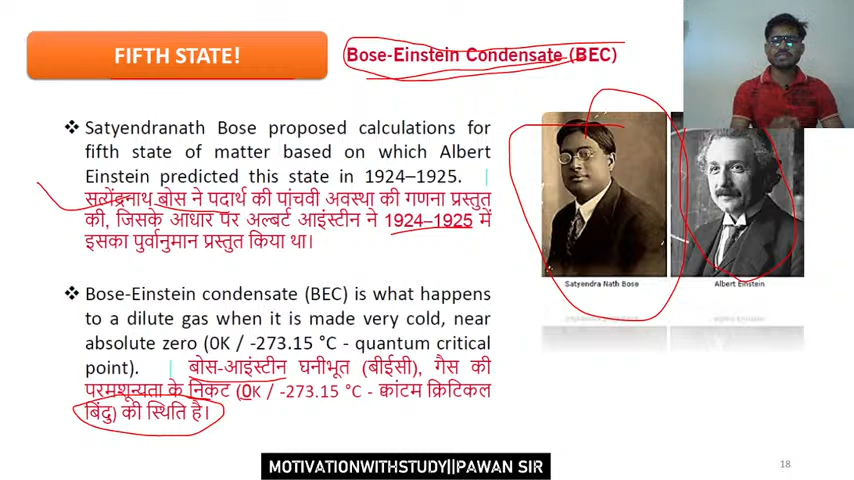 FIFTH STATE!
Bose-Einstein Condensate (BEC)
❖ Satyendranath Bose proposed calculations for
fifth state of matter based on which Albert
Einstein predicted this state in 1924–1925. |
सत्येंद्रनाथ बोस ने पदार्थ की पांचवी अवस्था की गणना प्रस्तुत
की, जिसके आधार पर अल्बर्ट आइंस्टीन ने 1924–1925 में
इसका पुर्वानुमान प्रस्तुत किया था।
Satyendra Nath Bose
Albert Einstein
❖ Bose-Einstein condensate (BEC) is what happens
to a dilute gas when it is made very cold, near
absolute zero (0K / -273.15 °C - quantum critical
point). | बोस-आइंस्टीन घनीभूत (बीईसी), गैस की
परमशून्यता के निकट (0K / -273.15 °C - क्वांटम क्रिटिकल
बिंदु) की स्थिति है।
MOTIVATIONWITHSTUDY||PAWAN SIR
18